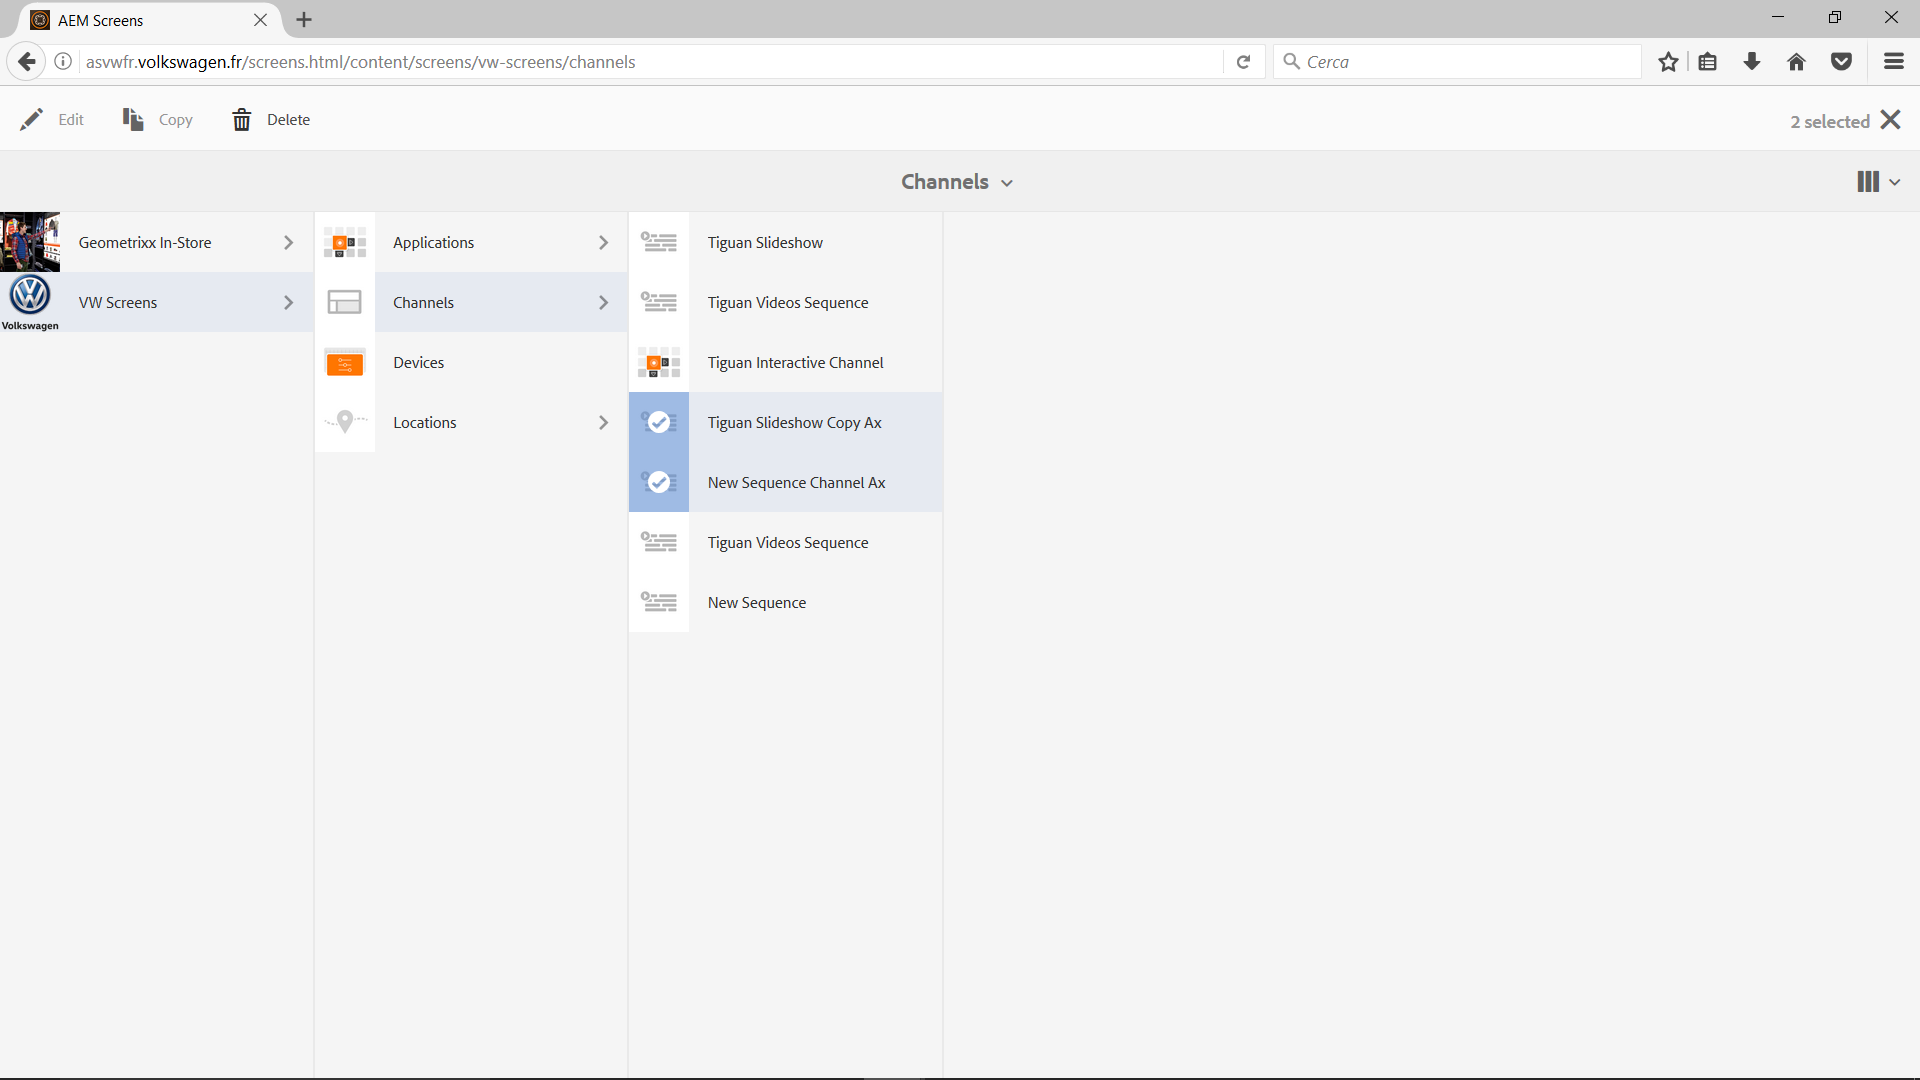 AEM Screens
asvwfr.volkswagen.fr/screens.html/content/screens/vw-screens/channels
Cerca
Edit
Copy
Delete
2 selected
Channels
Geometrixx In-Store
VW Screens
Volkswagen
Applications
Channels
Devices
Locations
Tiguan Slideshow
Tiguan Videos Sequence
Tiguan Interactive Channel
Tiguan Slideshow Copy Ax
New Sequence Channel Ax
Tiguan Videos Sequence
New Sequence